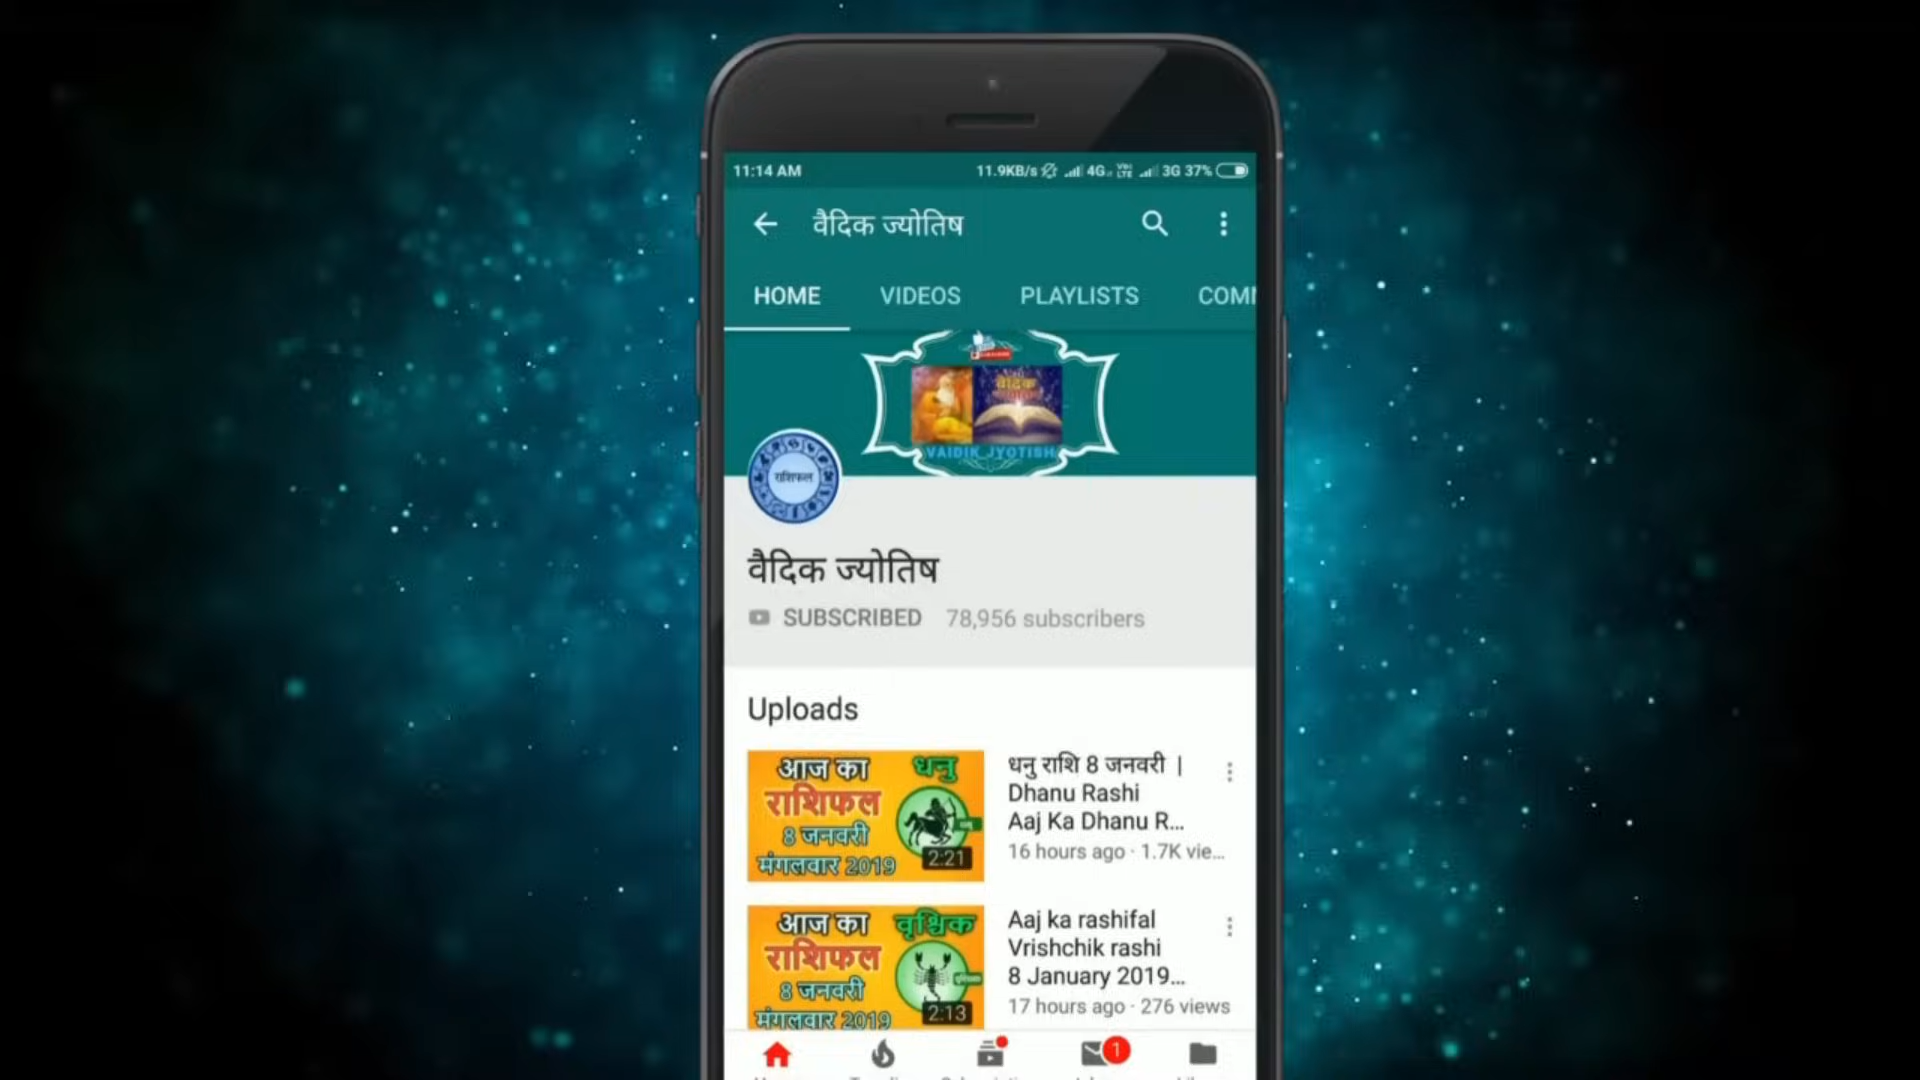 11:14 AM
11.9KB/s 4G VoLTE 3G 37%
वैदिक ज्योतिष
HOME VIDEOS PLAYLISTS COMM
वैदिक
VAIDIK JYOTISH
राशिफल
वैदिक ज्योतिष
SUBSCRIBED 78,956 subscribers
Uploads
आज का धनु
राशिफल
8 जनवरी
मंगलवार 2019
2:21
धनु राशि 8 जनवरी |
Dhanu Rashi
Aaj Ka Dhanu R...
16 hours ago · 1.7K vie...
आज का वृश्चिक
राशिफल
8 जनवरी
मंगलवार 2019
2:13
Aaj ka rashifal
Vrishchik rashi
8 January 2019...
17 hours ago · 276 views
1